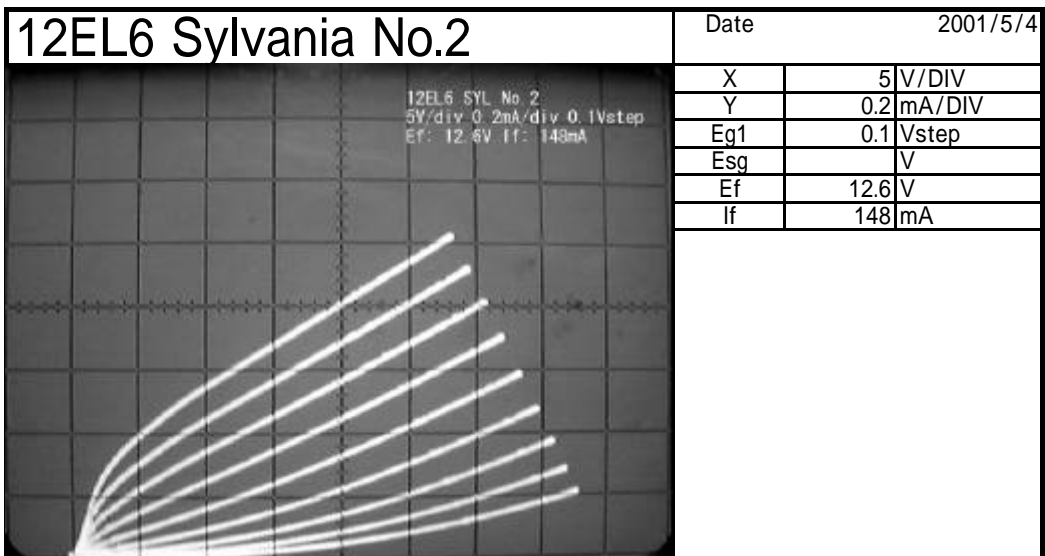 12EL6 Sylvania No.2
Date 2001/5/4
12EL6 SYL No 2
5V/div 0.2mA/div 0.1Vstep
Ef: 12.6V If: 148mA
X 5 V/DIV
Y 0.2 mA/DIV
Eg1 0.1 Vstep
Esg V
Ef 12.6 V
If 148 mA